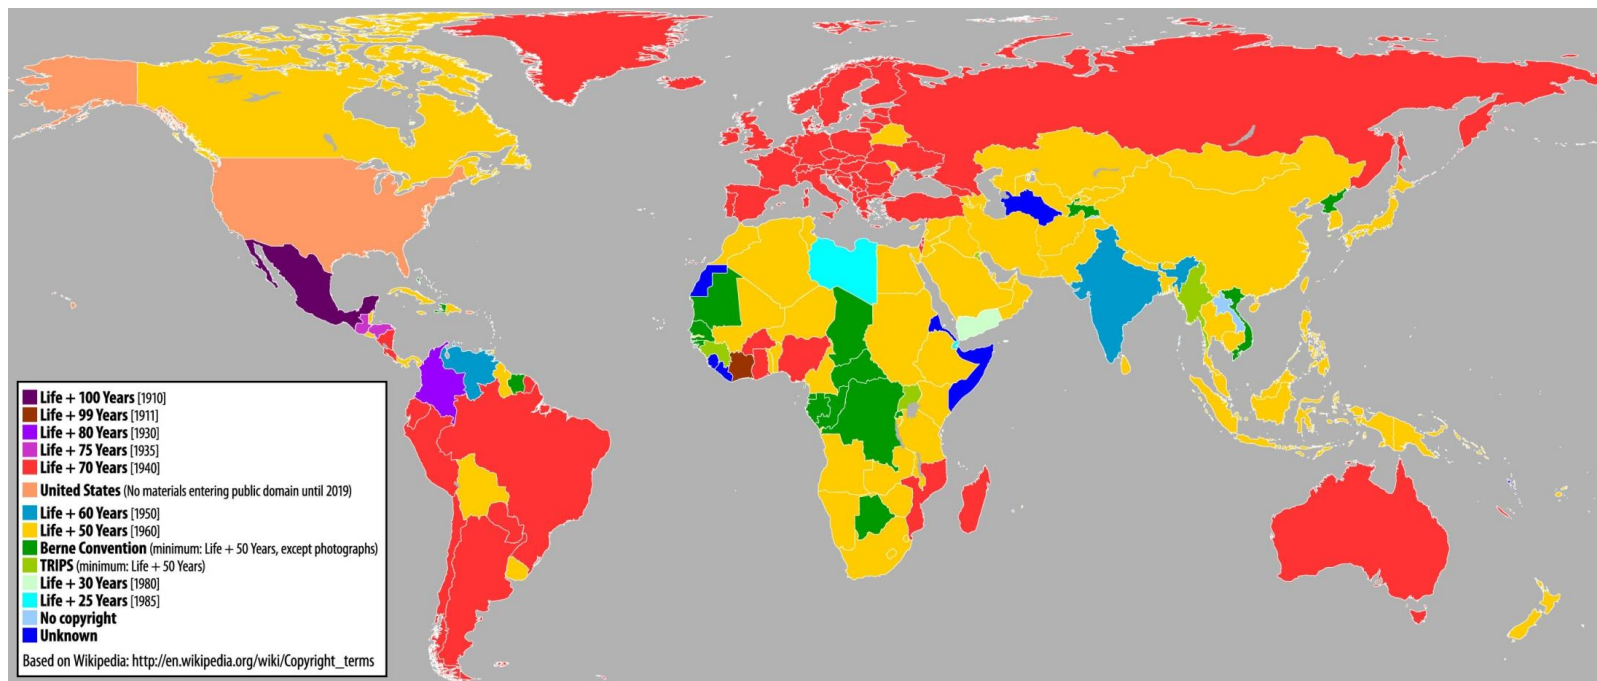 Life + 100 Years [1910]
Life + 99 Years [1911]
Life + 80 Years [1930]
Life + 75 Years [1935]
Life + 70 Years [1940]
United States (No materials entering public domain until 2019)
Life + 60 Years [1950]
Life + 50 Years [1960]
Berne Convention (minimum: Life + 50 Years, except photographs)
TRIPS (minimum: Life + 50 Years)
Life + 30 Years [1980]
Life + 25 Years [1985]
No copyright
Unknown
Based on Wikipedia: http://en.wikipedia.org/wiki/Copyright_terms